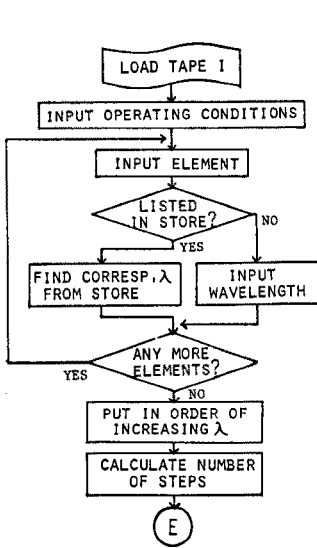 LOAD TAPE I
INPUT OPERATING CONDITIONS
INPUT ELEMENT
LISTED
IN STORE?
NO
YES
FIND CORRESP. λ
FROM STORE
INPUT
WAVELENGTH
ANY MORE
ELEMENTS?
YES
NO
PUT IN ORDER OF
INCREASING λ
CALCULATE NUMBER
OF STEPS
E